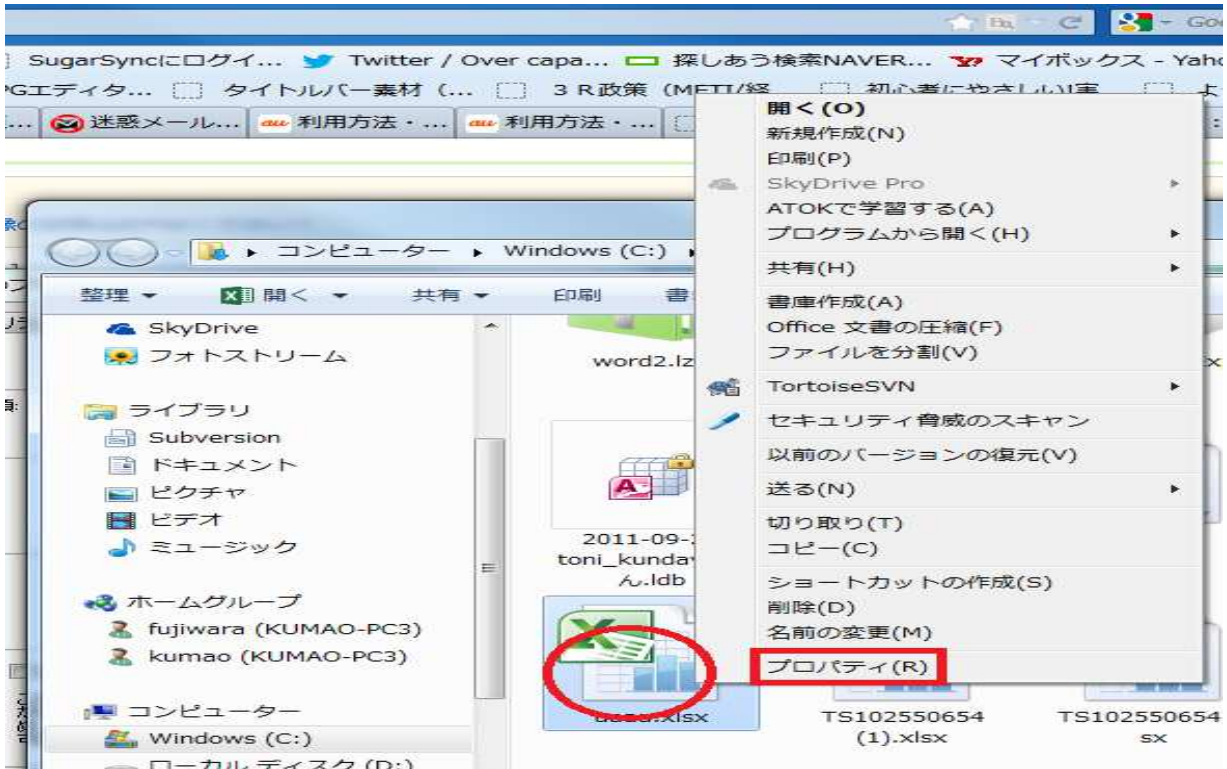 Goo
SugarSyncにログイ... Twitter / Over capa... 探しあう検索NAVER... マイボックス - Yaho
PGエディタ... タイトルバー素材 (... 3R政策 (METI/経
迷惑メール... 利用方法・... 利用方法・...
コンピューター Windows (C:)
整理 開く 共有 印刷 書
SkyDrive
フォトストリーム
ライブラリ
Subversion
ドキュメント
ピクチャ
ビデオ
ミュージック
ホームグループ
fujiwara (KUMAO-PC3)
kumao (KUMAO-PC3)
コンピューター
Windows (C:)
ローカル ディスク (D:)
word2.lz
2011-09-
toni_kunda
ん.ldb
.xlsx
TS102550654
(1).xlsx
TS102550654
sx
開く(O)
新規作成(N)
印刷(P)
SkyDrive Pro
ATOKで学習する(A)
プログラムから開く(H)
共有(H)
書庫作成(A)
Office 文書の圧縮(F)
ファイルを分割(V)
TortoiseSVN
セキュリティ脅威のスキャン
以前のバージョンの復元(V)
送る(N)
切り取り(T)
コピー(C)
ショートカットの作成(S)
削除(D)
名前の変更(M)
プロパティ(R)